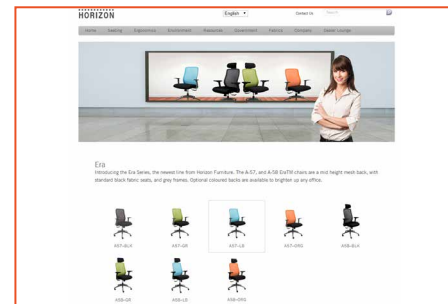 HORIZON
English
Contact Us
Search
Home Seating Ergonomics Environment Resources Government Fabrics Company Dealer Lounge
Era
Introducing the Era Series, the newest line from Horizon Furniture. The A-57, and A-58 EraTM chairs are a mid height mesh back, with
standard black fabric seats, and grey frames. Optional coloured backs are available to brighten up any office.
A57-BLK A57-GR A57-LB A57-ORG A58-BLK
A58-GR A58-LB A58-ORG